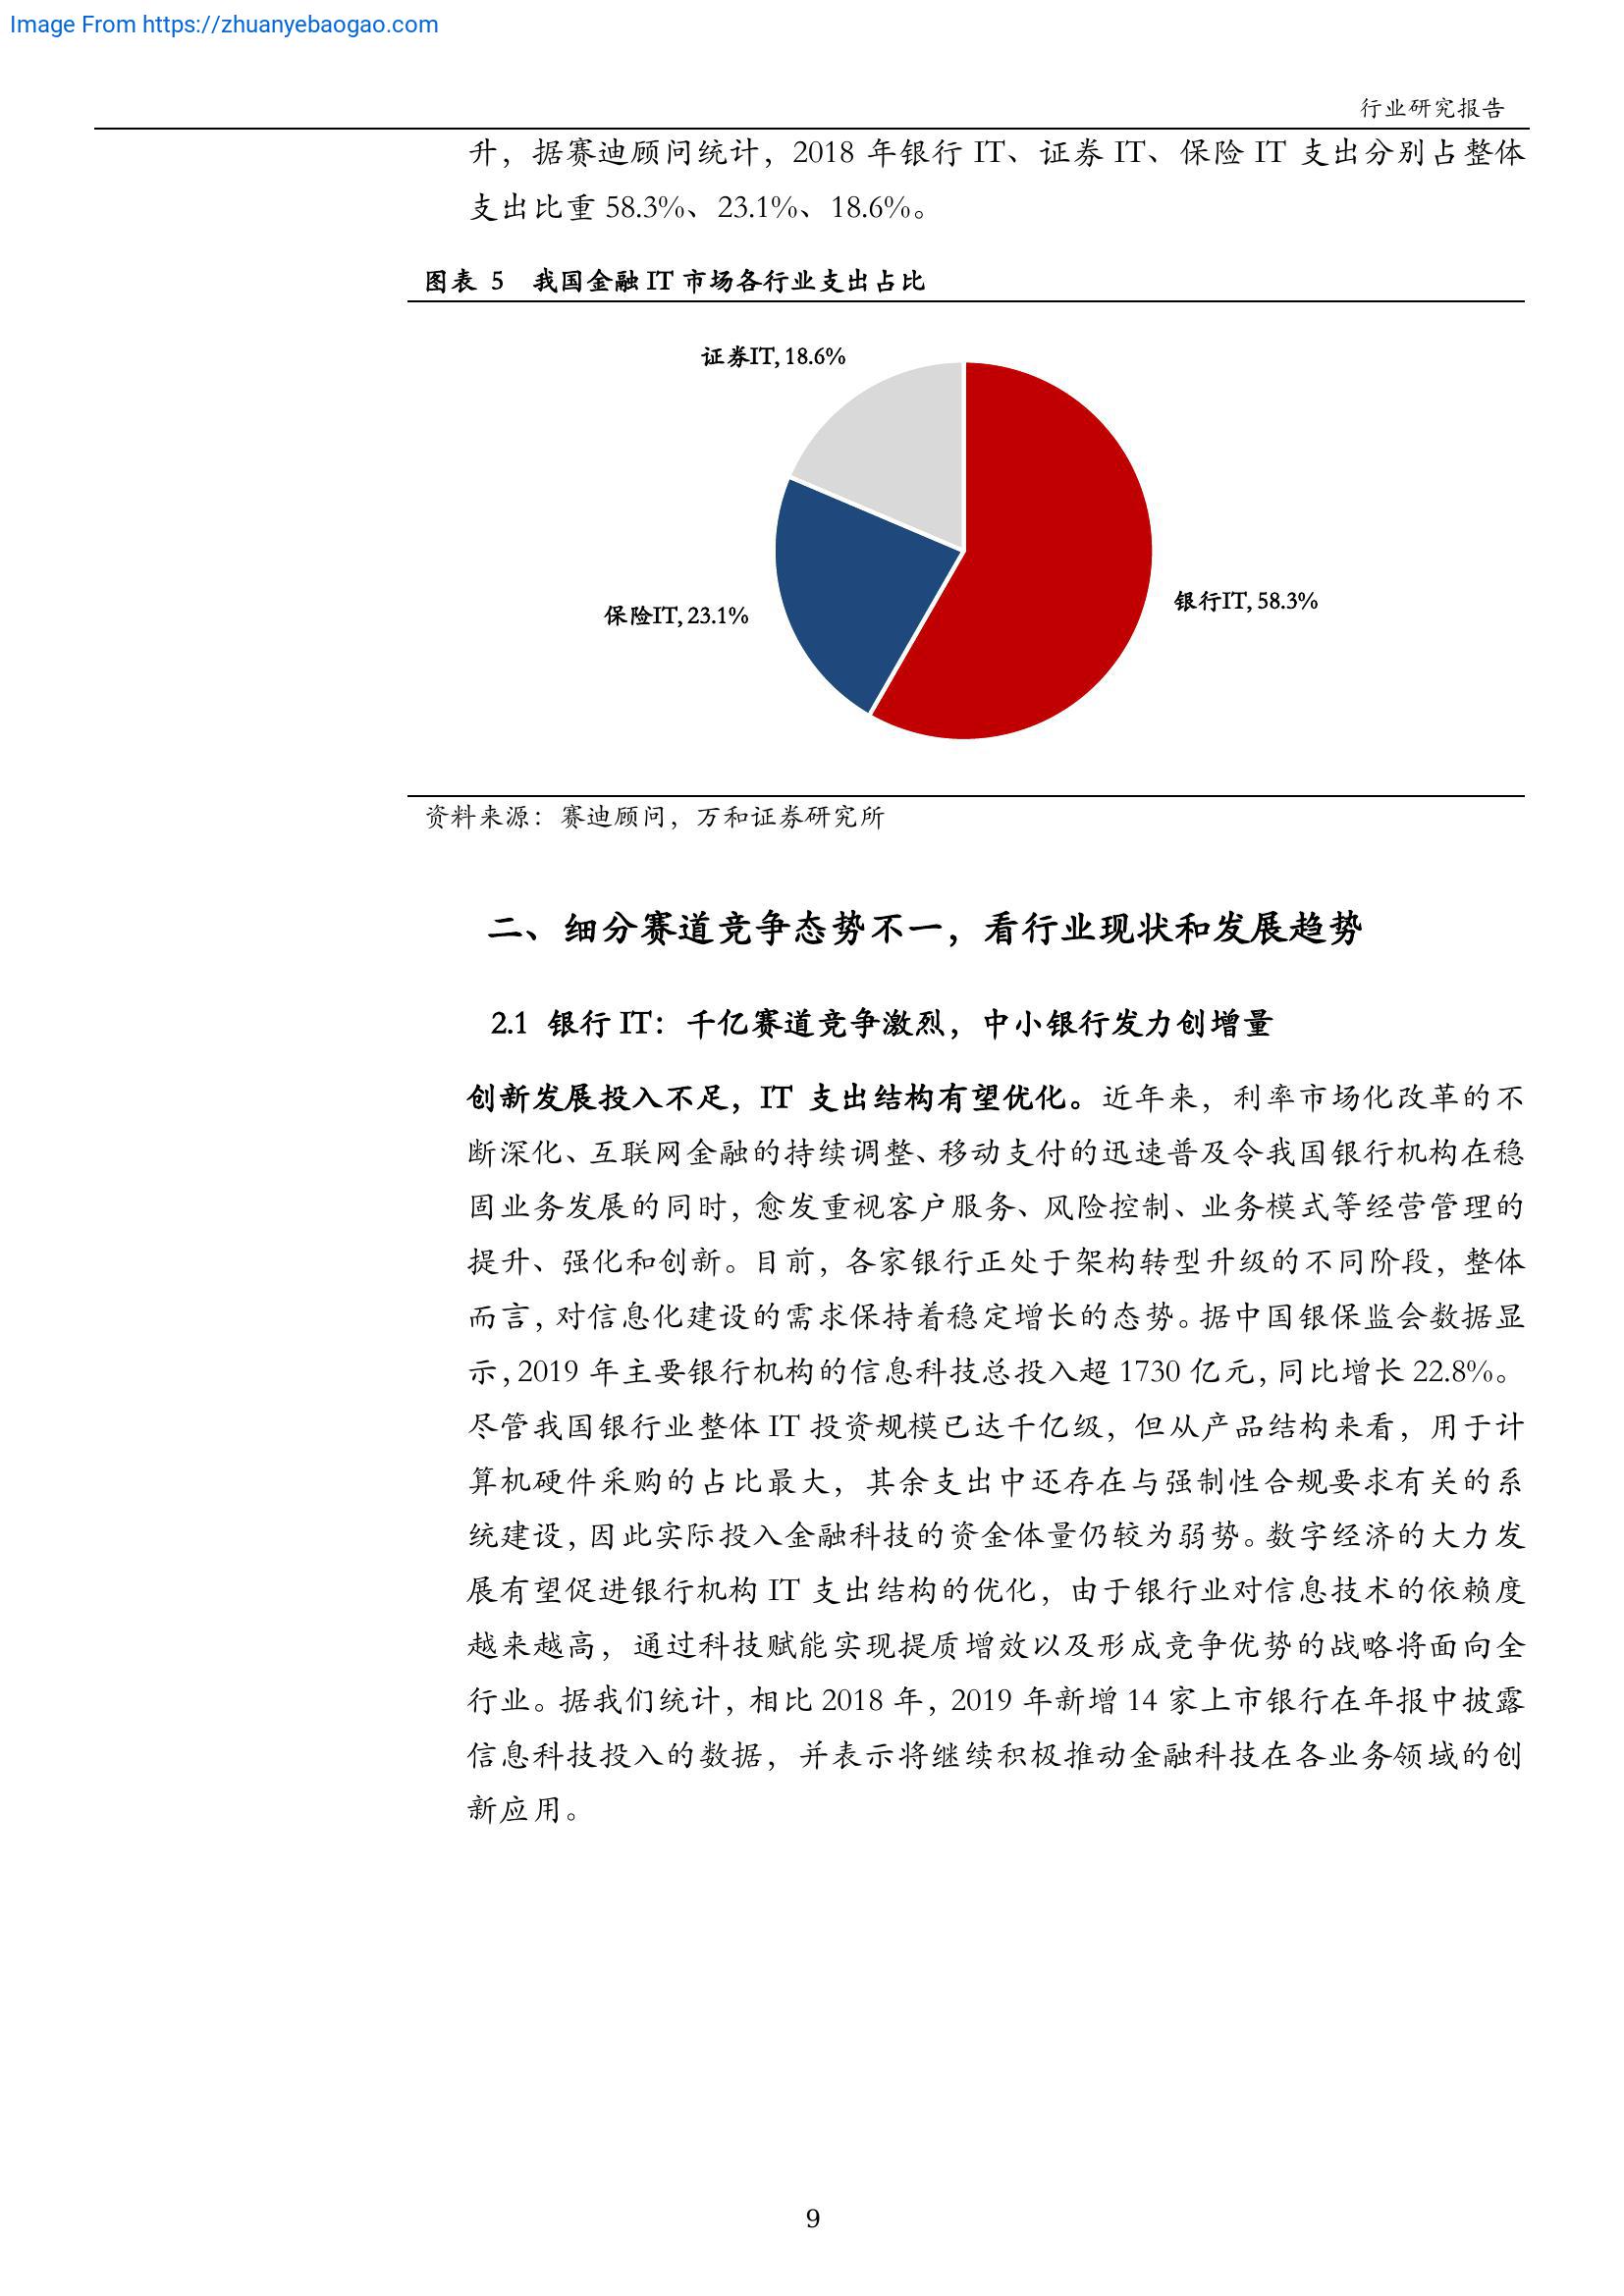 Image From https://zhuanyebaogao.com
行业研究报告
升，据赛迪顾问统计，2018 年银行 IT、证券 IT、保险 IT 支出分别占整体
支出比重 58.3%、23.1%、18.6%。
图表 5 我国金融 IT 市场各行业支出占比
证券IT, 18.6%
银行IT, 58.3%
保险IT, 23.1%
资料来源：赛迪顾问，万和证券研究所
二、细分赛道竞争态势不一，看行业现状和发展趋势
2.1 银行 IT：千亿赛道竞争激烈，中小银行发力创增量
创新发展投入不足，IT 支出结构有望优化。近年来，利率市场化改革的不
断深化、互联网金融的持续调整、移动支付的迅速普及令我国银行机构在稳
固业务发展的同时，愈发重视客户服务、风险控制、业务模式等经营管理的
提升、强化和创新。目前，各家银行正处于架构转型升级的不同阶段，整体
而言，对信息化建设的需求保持着稳定增长的态势。据中国银保监会数据显
示，2019 年主要银行机构的信息科技总投入超 1730 亿元，同比增长 22.8%。
尽管我国银行业整体 IT 投资规模已达千亿级，但从产品结构来看，用于计
算机硬件采购的占比最大，其余支出中还存在与强制性合规要求有关的系
统建设，因此实际投入金融科技的资金体量仍较为弱势。数字经济的大力发
展有望促进银行机构 IT 支出结构的优化，由于银行业对信息技术的依赖度
越来越高，通过科技赋能实现提质增效以及形成竞争优势的战略将面向全
行业。据我们统计，相比 2018 年，2019 年新增 14 家上市银行在年报中披露
信息科技投入的数据，并表示将继续积极推动金融科技在各业务领域的创
新应用。
9